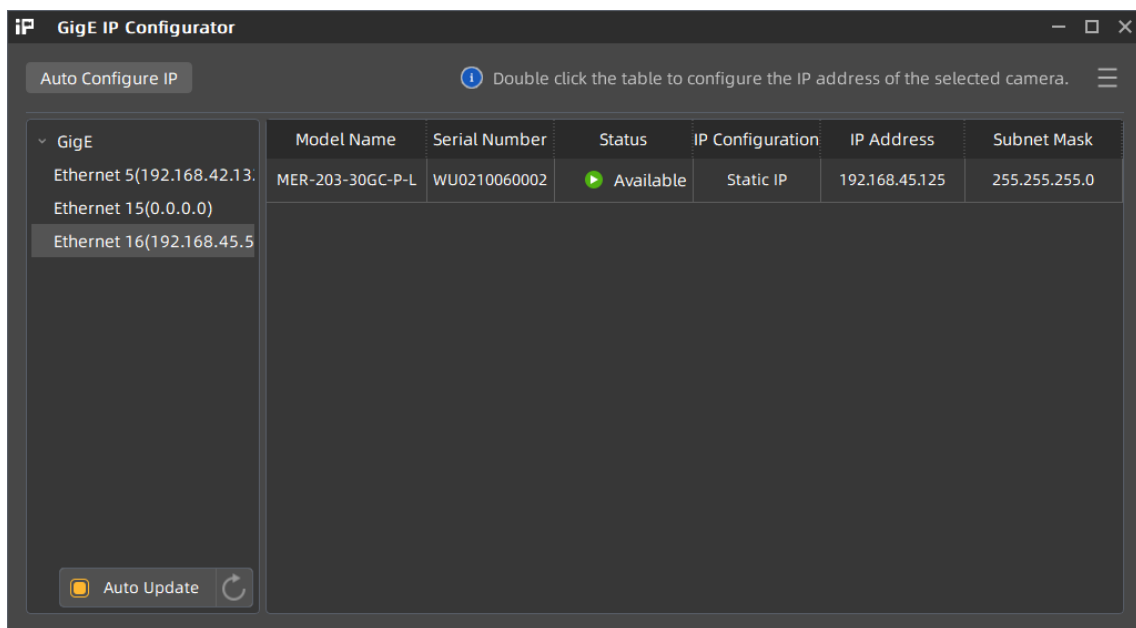 iP GigE IP Configurator
Auto Configure IP
Double click the table to configure the IP address of the selected camera.
GigE
Ethernet 5(192.168.42.13
Ethernet 15(0.0.0.0)
Ethernet 16(192.168.45.5
Model Name Serial Number Status IP Configuration IP Address Subnet Mask
MER-203-30GC-P-L WU0210060002 Available Static IP 192.168.45.125 255.255.255.0
Auto Update